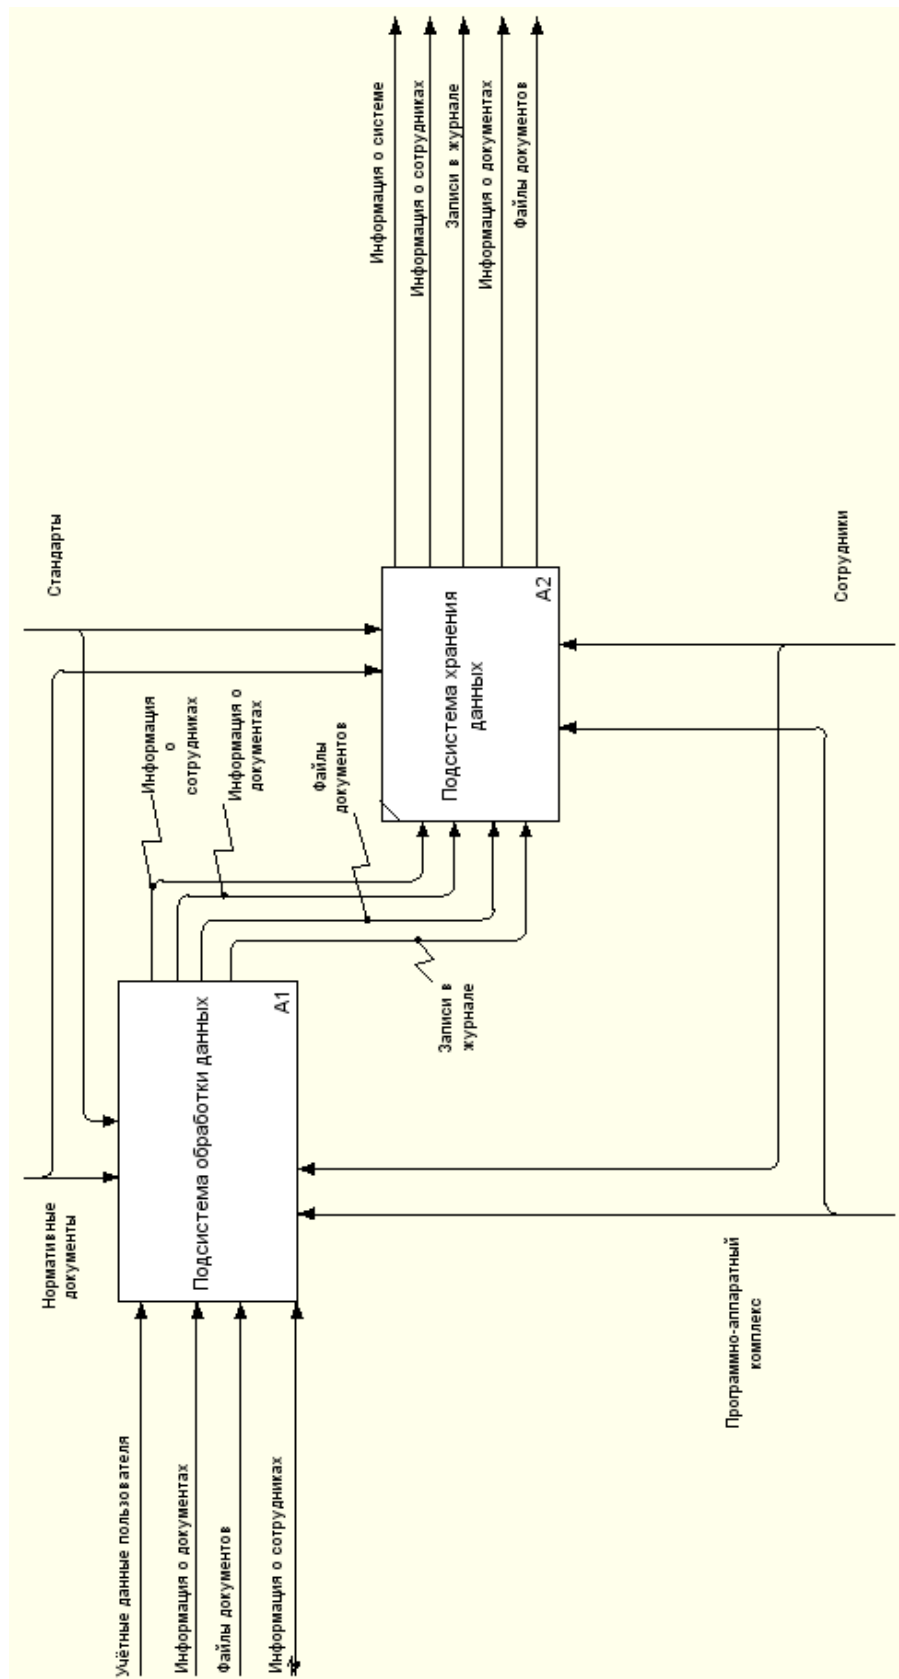 Стандарты
Нормативные
документы
Учётные данные пользователя
Информация о документах
Файлы документов
Информация о сотрудниках
Подсистема обработки данных
A1
Информация
о
сотрудниках
Информация о
документах
Файлы
документов
Записи в
журнале
Подсистема хранения
данных
A2
Информация о системе
Информация о сотрудниках
Записи в журнале
Информация о документах
Файлы документов
Программно-аппаратный
комплекс
Сотрудники